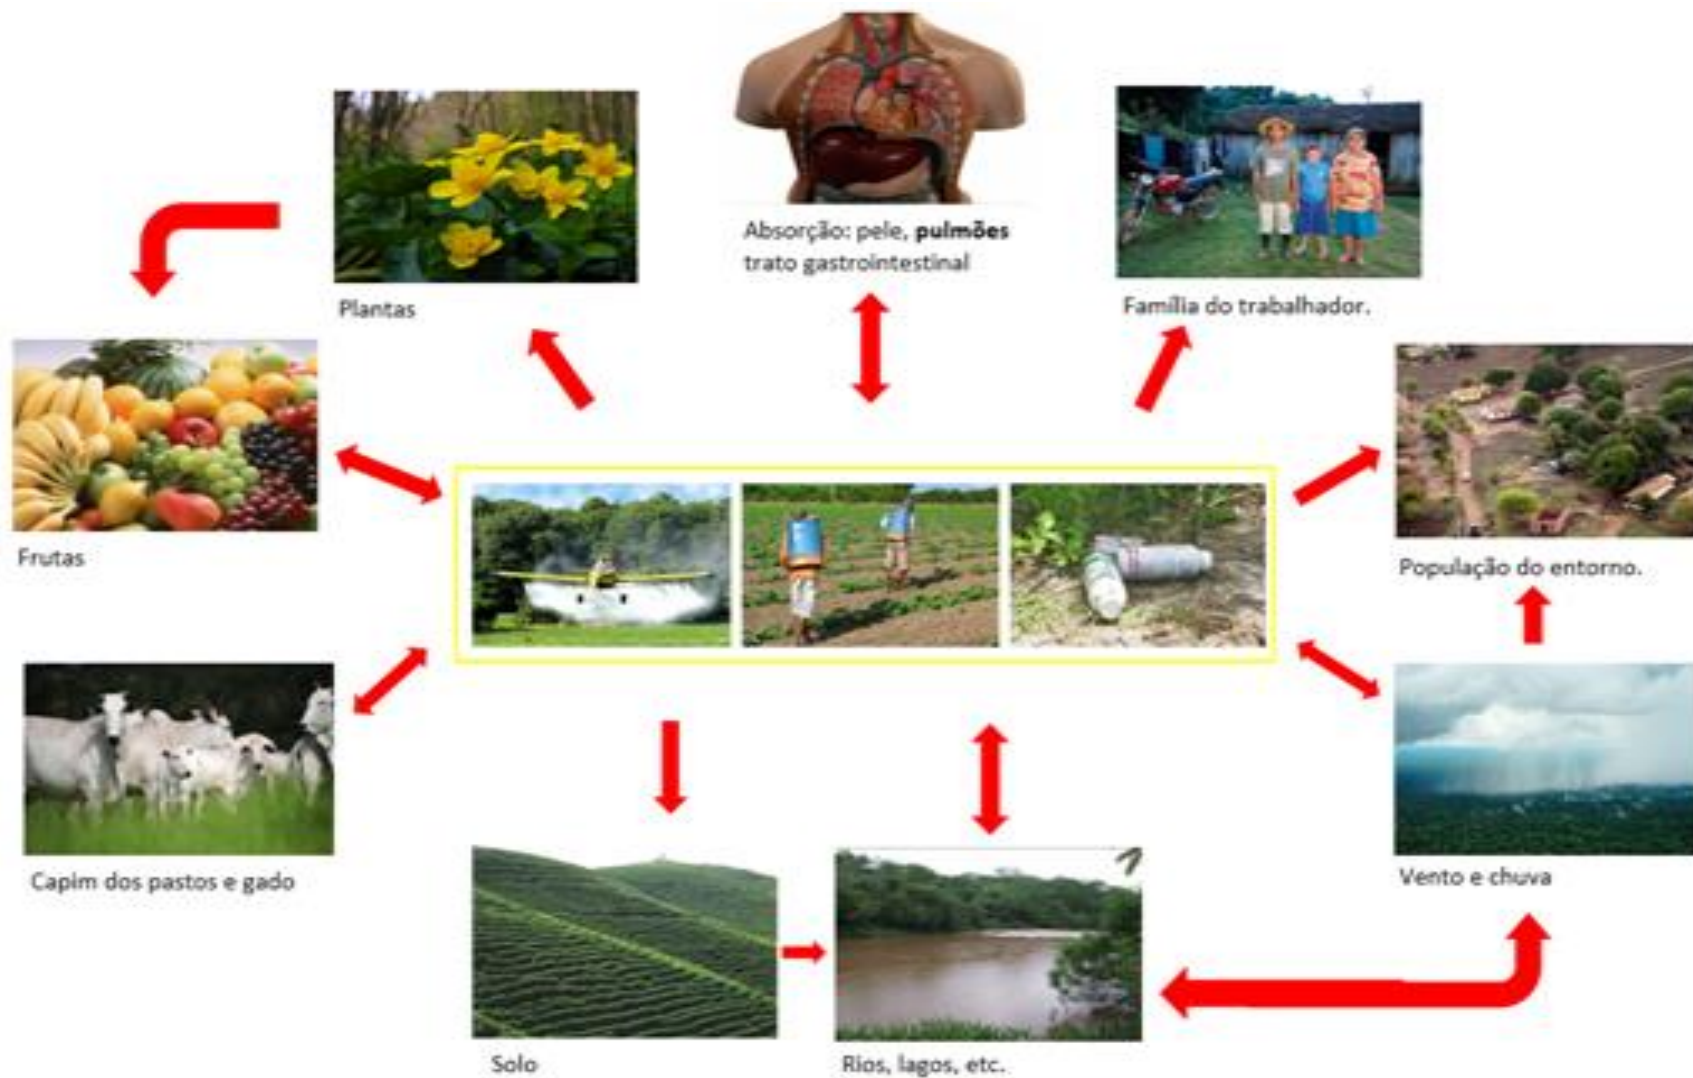 Absorção: pele, pulmões
trato gastrointestinal
Plantas
Família do trabalhador.
Frutas
População do entorno.
Capim dos pastos e gado
Vento e chuva
Solo
Rios, lagos, etc.